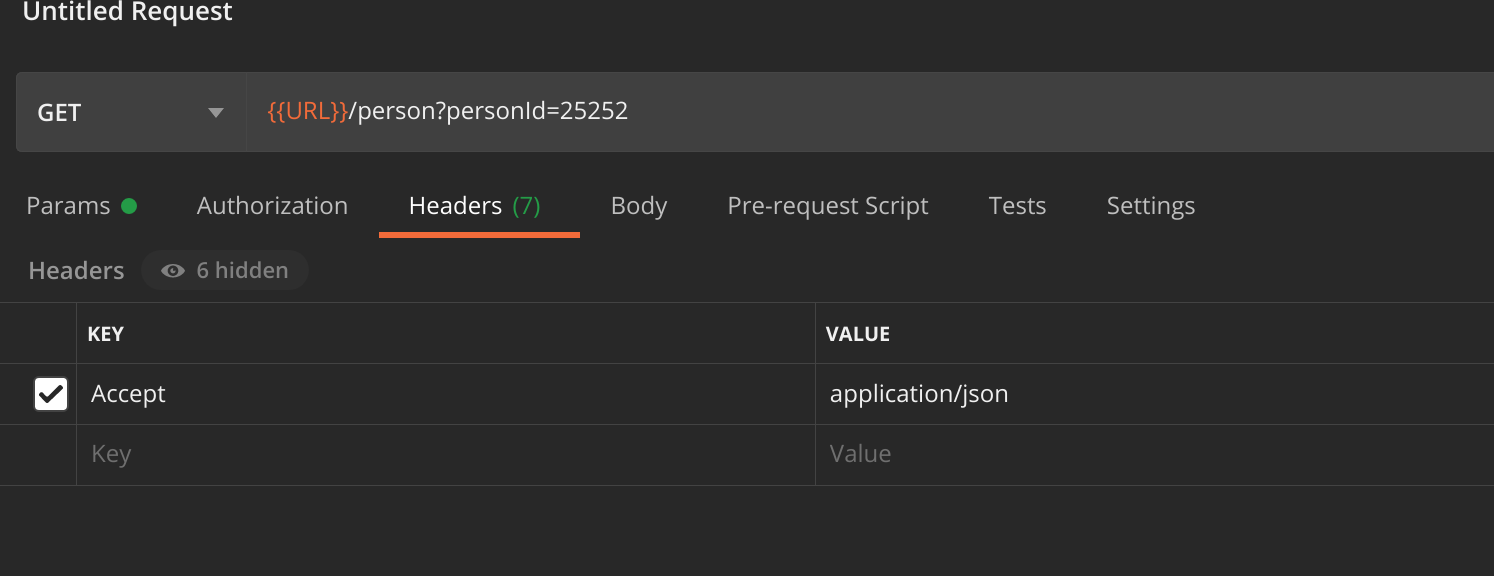 Untitled Request
GET {{URL}}/person?personId=25252
Params Authorization Headers (7) Body Pre-request Script Tests Settings
Headers 6 hidden
KEY VALUE
Accept application/json
Key Value